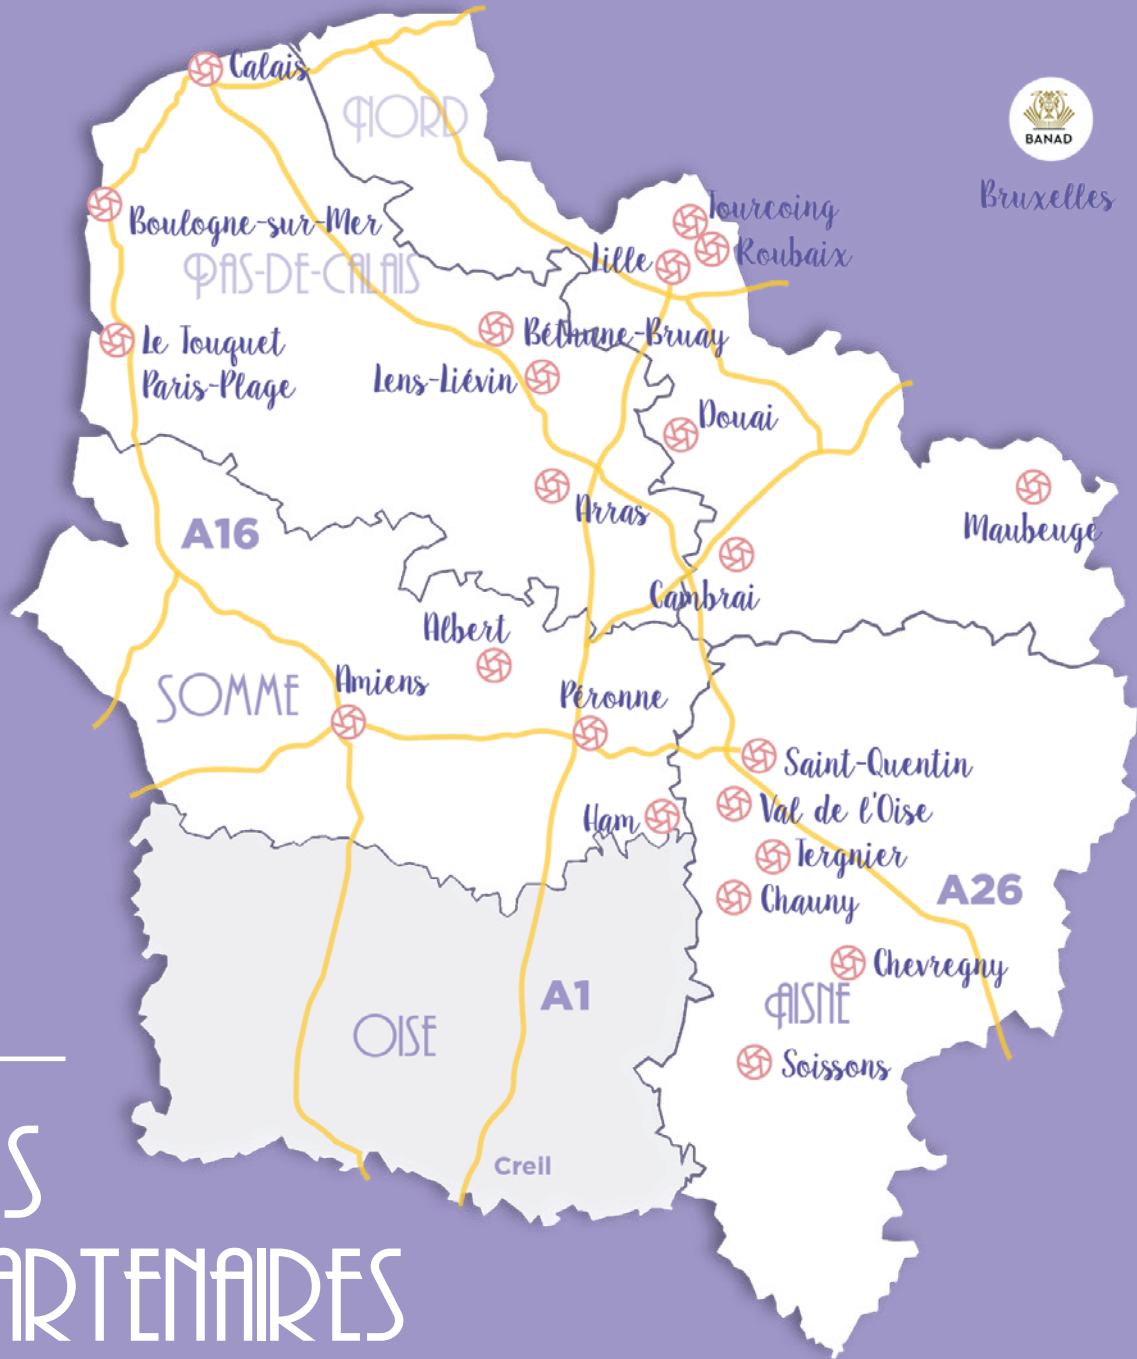 Calais
NORD
BANAD
Bruxelles
Tourcoing
Boulogne-sur-Mer
Roubaix
Lille
PAS-DE-CALAIS
Le Touquet
Paris-Plage
Béthune-Bruay
Lens-Liévin
Douai
Arras
Maubeuge
A16
Cambrai
Albert
SOMME
Amiens
Péronne
Saint-Quentin
Val de l'Oise
Ham
Tergnier
A26
Chauny
Chevregny
A1
AISNE
OISE
Soissons
Creil
S
ARTENAIRES